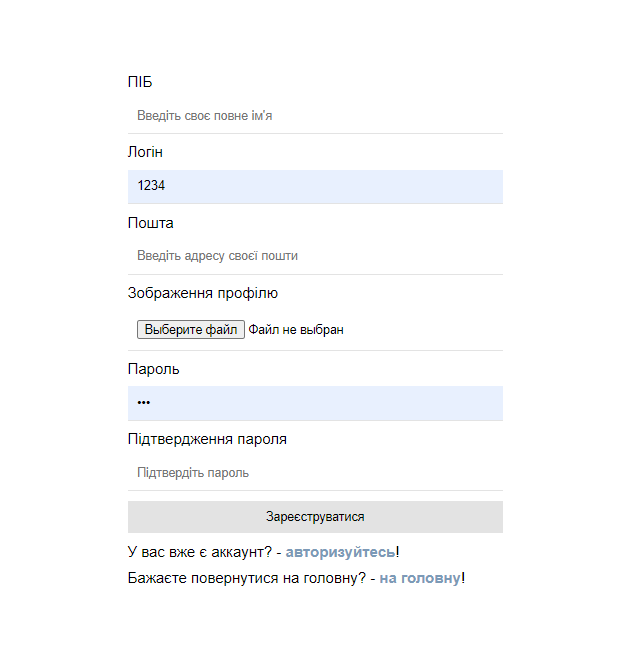 ПІБ
Введіть своє повне ім'я
Логін
1234
Пошта
Введіть адресу своєї пошти
Зображення профілю
Выберите файл Файл не выбран
Пароль
•••
Підтвердження пароля
Підтвердіть пароль
Зареєструватися
У вас вже є аккаунт? - авторизуйтесь!
Бажаєте повернутися на головну? - на головну!